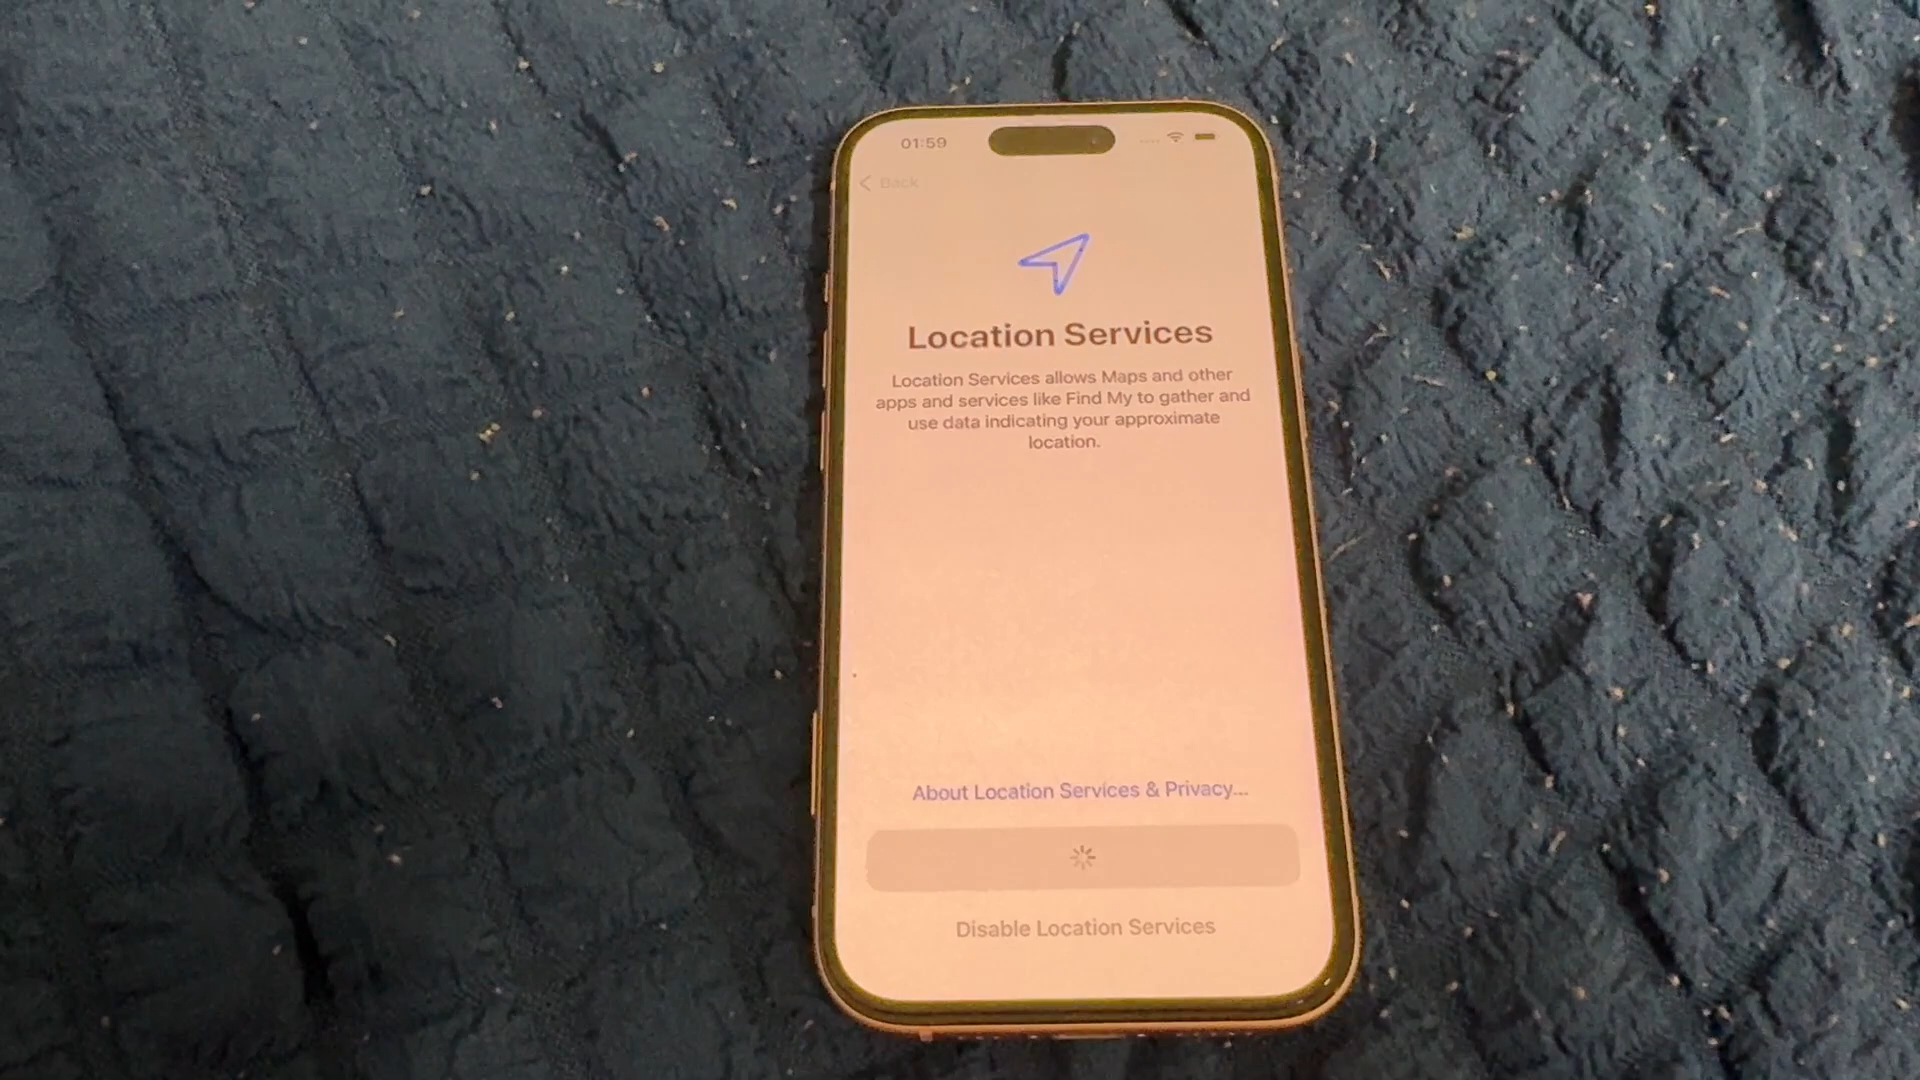 01:59
Back
Location Services
Location Services allows Maps and other
apps and services like Find My to gather and
use data indicating your approximate
location.
About Location Services & Privacy...
Disable Location Services